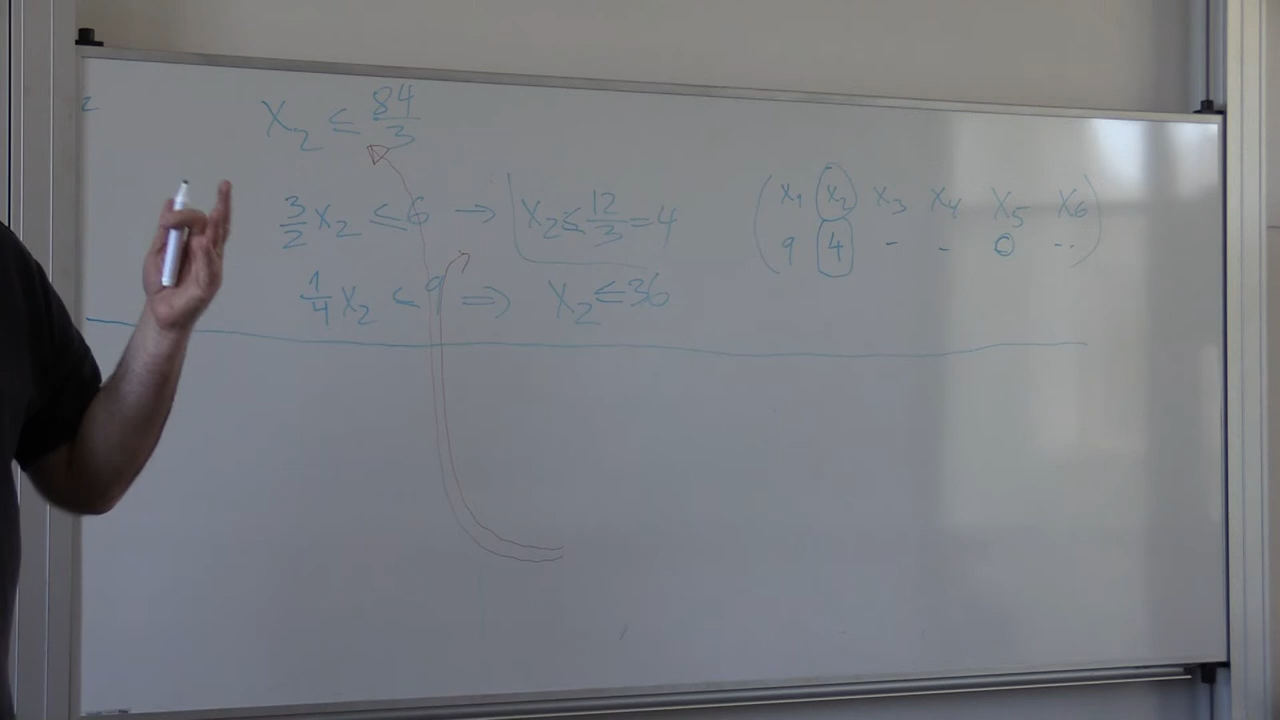 2
X₂ ≤ 84/3
3/2 X₂ ≤ 6 → X₂ ≤ 12/3 = 4
1/4 X₂ ≤ 9 ⇒ X₂ ≤ 36
( X₁ X₂ X₃ X₄ X₅ X₆ )
( 9 4 - - 0 -- )